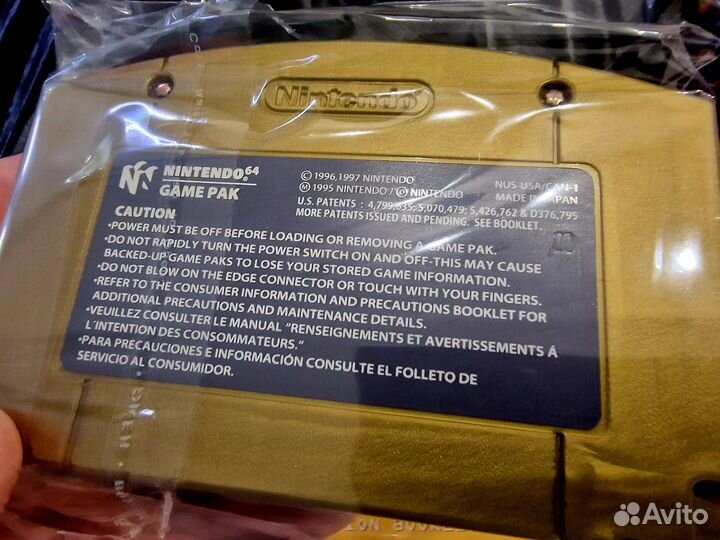 Nintendo
NINTENDO 64
GAME PAK
© 1996,1997 NINTENDO
Ⓜ 1995 NINTENDO / Ⓓ NINTENDO
U.S. PATENTS : 4,799,635; 5,070,479; 5,426,762 & D376,795
MORE PATENTS ISSUED AND PENDING. SEE BOOKLET.
NUS-USA/CAN-1
MADE IN JAPAN
CAUTION
•POWER MUST BE OFF BEFORE LOADING OR REMOVING A GAME PAK.
•DO NOT RAPIDLY TURN THE POWER SWITCH ON AND OFF-THIS MAY CAUSE
BACKED-UP GAME PAKS TO LOSE YOUR STORED GAME INFORMATION.
•DO NOT BLOW ON THE EDGE CONNECTOR OR TOUCH WITH YOUR FINGERS.
•REFER TO THE CONSUMER INFORMATION AND PRECAUTIONS BOOKLET FOR
ADDITIONAL PRECAUTIONS AND MAINTENANCE DETAILS.
•VEUILLEZ CONSULTER LE MANUAL "RENSEIGNEMENTS ET AVERTISSEMENTS Á
L'INTENTION DES CONSOMMATEURS."
•PARA PRECAUCIONES E INFORMACIÓN CONSULTE EL FOLLETO DE
SERVICIO AL CONSUMIDOR.
Avito